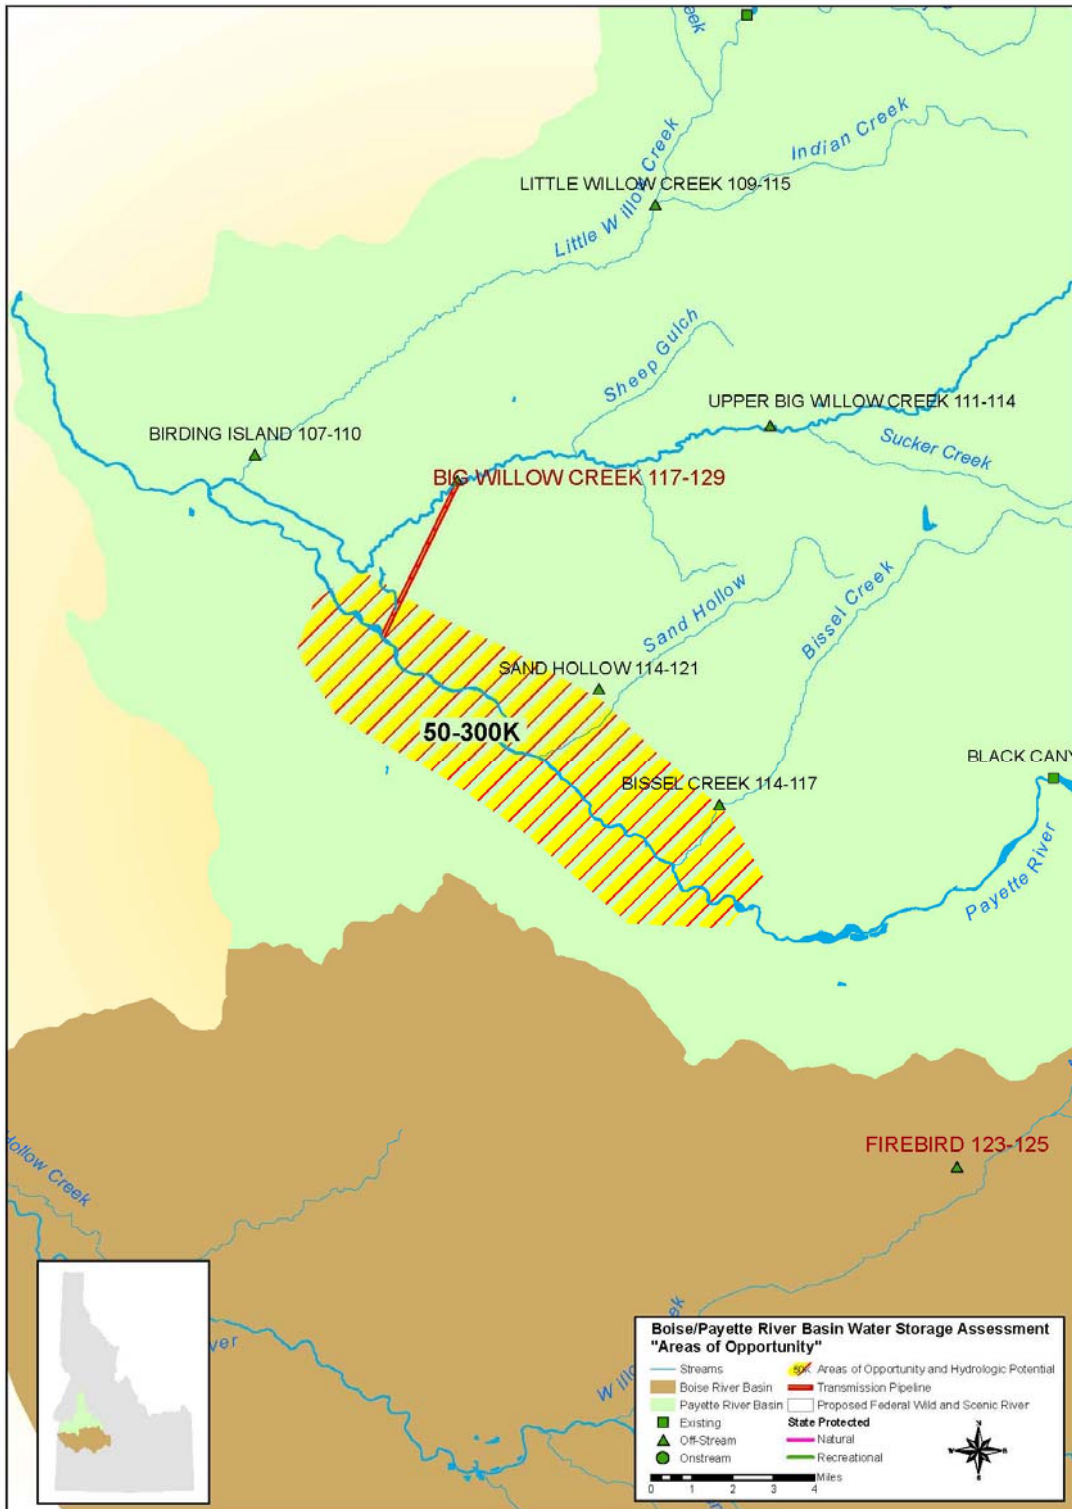 eek
Indian Creek
LITTLE WILLOW CREEK 109-115
Little Willow Creek
Sheep Gulch
UPPER BIG WILLOW CREEK 111-114
BIRDING ISLAND 107-110
Sucker Creek
BIG WILLOW CREEK 117-129
Bissel Creek
Sand Hollow
SAND HOLLOW 114-121
50-300K
BLACK CANY
BISSEL CREEK 114-117
Payette River
FIREBIRD 123-125
Hollow Creek
ver
Willo
ek
Boise/Payette River Basin Water Storage Assessment
"Areas of Opportunity"
Streams
50K Areas of Opportunity and Hydrologic Potential
Boise River Basin
Transmission Pipeline
Payette River Basin
Proposed Federal Wild and Scenic River
Existing
State Protected
Off-Stream
Natural
Onstream
Recreational
Miles
0 1 2 3 4
N
S